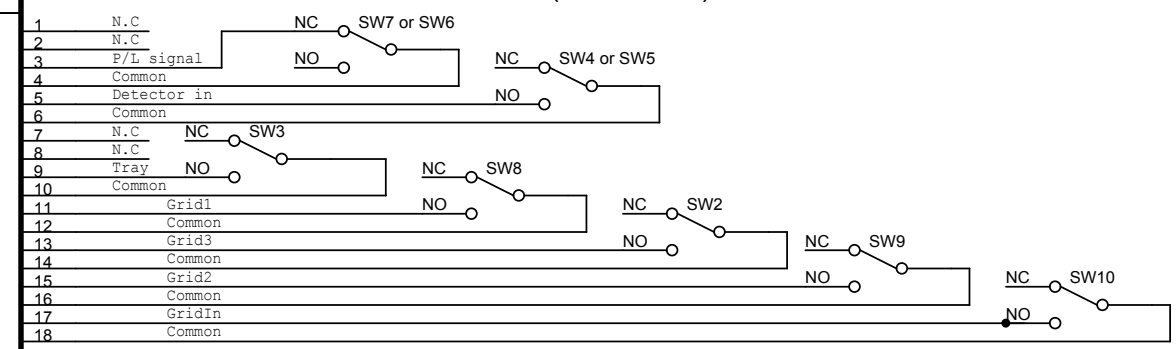 1 N.C NC SW7 or SW6
2 N.C
3 P/L signal NO NC SW4 or SW5
4 Common
5 Detector in NO
6 Common
7 N.C NC SW3
8 N.C
9 Tray NO NC SW8
10 Common
11 Grid1 NO NC SW2
12 Common
13 Grid3 NO NC SW9
14 Common
15 Grid2 NO NC SW10
16 Common
17 GridIn NO
18 Common